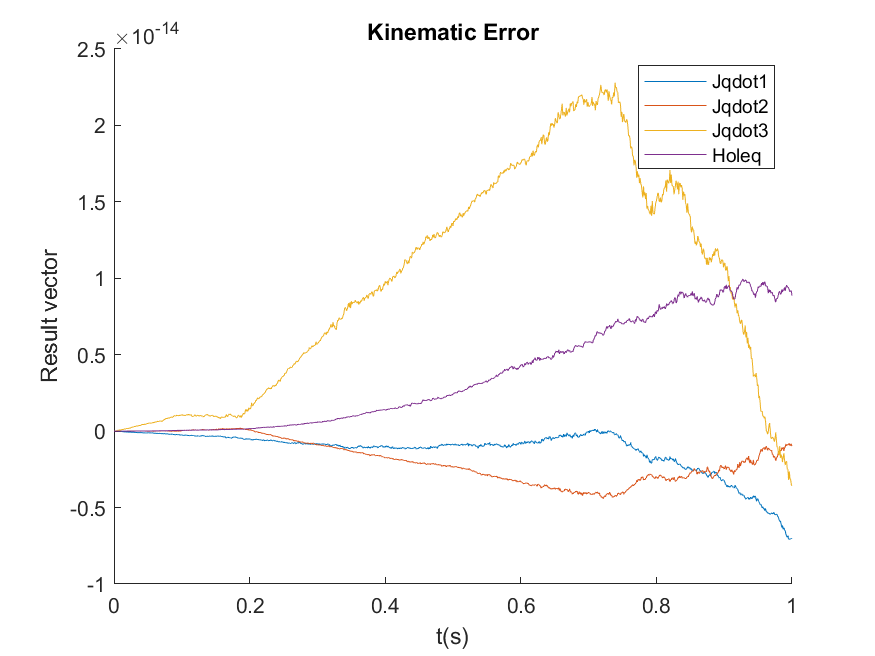 Kinematic Error
×10-14
2.5
2
1.5
1
0.5
0
-0.5
-1
Result vector
Jqdot1
Jqdot2
Jqdot3
Holeq
0 0.2 0.4 0.6 0.8 1
t(s)